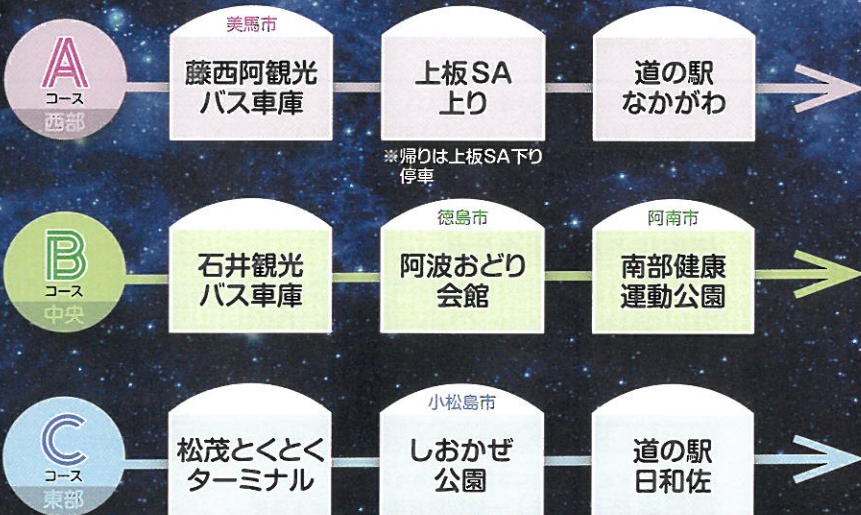 A
コース
西部
美馬市
藤西阿観光
バス車庫
上板SA
上り
※帰りは上板SA下り
停車
道の駅
なかがわ
B
コース
中央
石井観光
バス車庫
徳島市
阿波おどり
会館
阿南市
南部健康
運動公園
C
コース
東部
松茂とくとく
ターミナル
小松島市
しおかぜ
公園
道の駅
日和佐